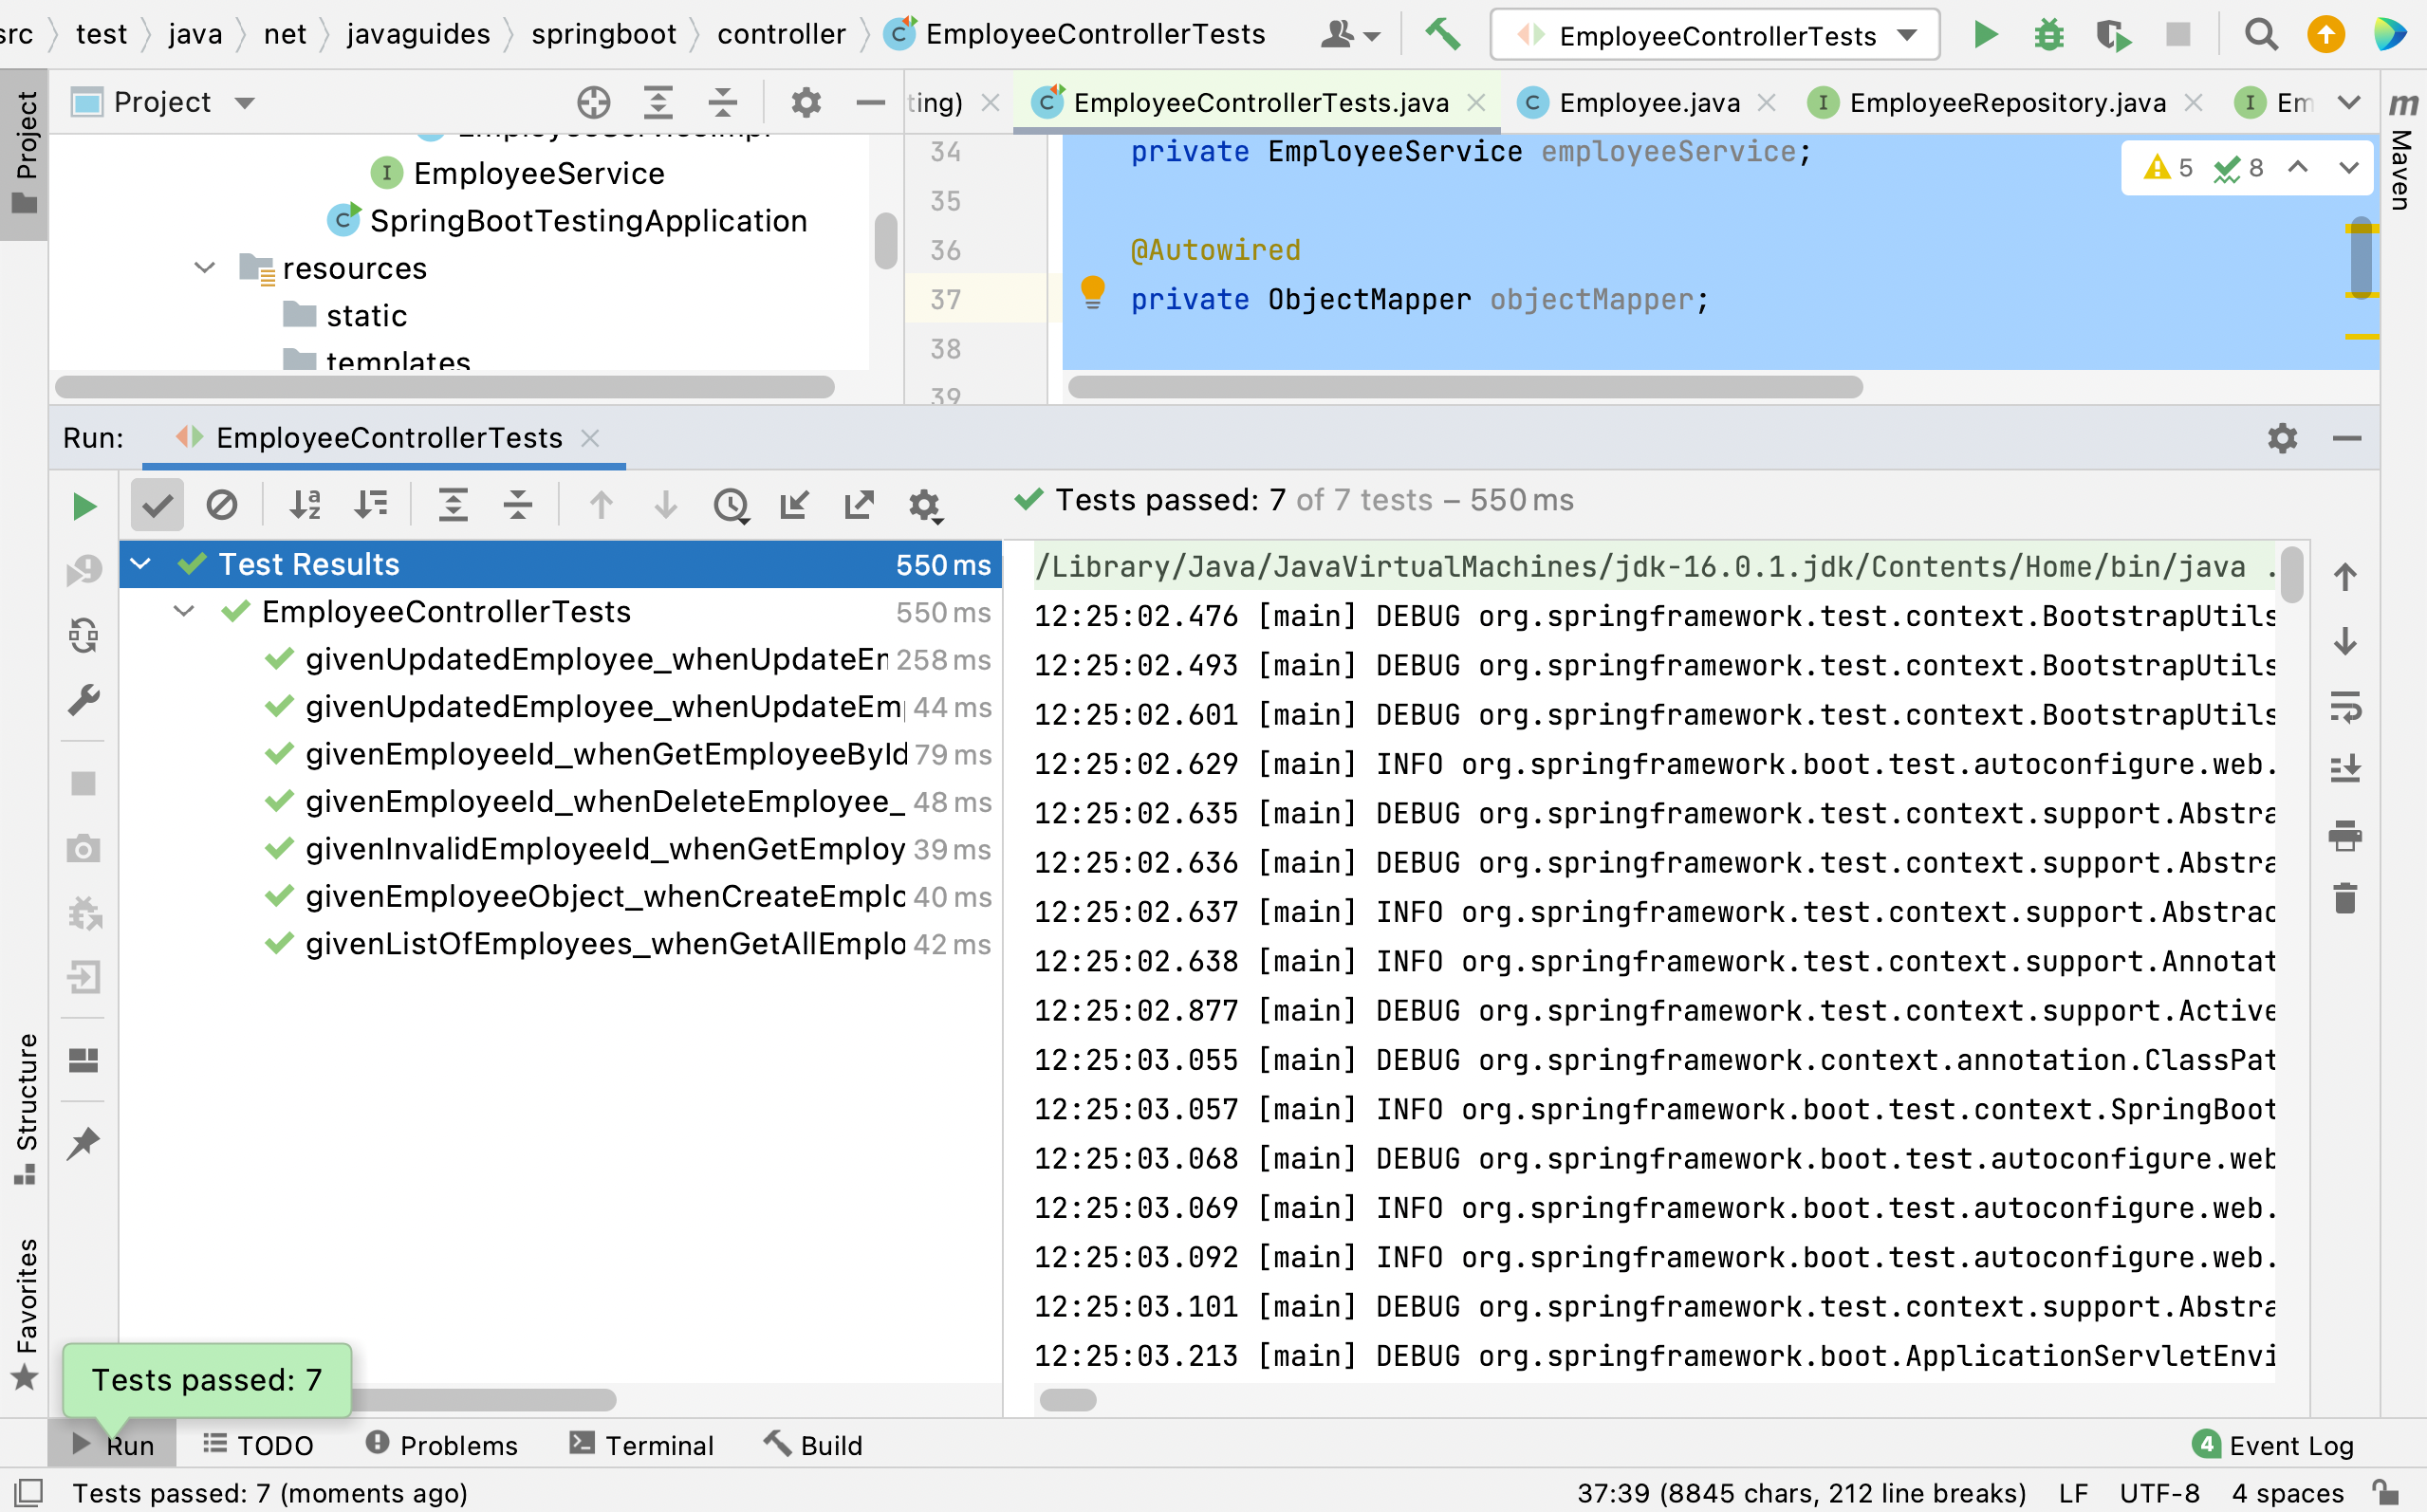 src test java net javaguides springboot controller EmployeeControllerTests EmployeeControllerTests
Project
Project ting) EmployeeControllerTests.java Employee.java EmployeeRepository.java Em
Maven
EmployeeServiceImpl
EmployeeService
SpringBootTestingApplication
resources
static
templates
34 private EmployeeService employeeService;
35
36 @Autowired
37 private ObjectMapper objectMapper;
38
39
5 8
Run: EmployeeControllerTests
Tests passed: 7 of 7 tests – 550 ms
Test Results 550 ms
EmployeeControllerTests 550 ms
givenUpdatedEmployee_whenUpdateEn 258 ms
givenUpdatedEmployee_whenUpdateEm 44 ms
givenEmployeeId_whenGetEmployeeById 79 ms
givenEmployeeId_whenDeleteEmployee_ 48 ms
givenInvalidEmployeeId_whenGetEmploy 39 ms
givenEmployeeObject_whenCreateEmplo 40 ms
givenListOfEmployees_whenGetAllEmplo 42 ms
/Library/Java/JavaVirtualMachines/jdk-16.0.1.jdk/Contents/Home/bin/java .
12:25:02.476 [main] DEBUG org.springframework.test.context.BootstrapUtils
12:25:02.493 [main] DEBUG org.springframework.test.context.BootstrapUtils
12:25:02.601 [main] DEBUG org.springframework.test.context.BootstrapUtils
12:25:02.629 [main] INFO org.springframework.boot.test.autoconfigure.web.
12:25:02.635 [main] DEBUG org.springframework.test.context.support.Abstra
12:25:02.636 [main] DEBUG org.springframework.test.context.support.Abstra
12:25:02.637 [main] INFO org.springframework.test.context.support.Abstrac
12:25:02.638 [main] INFO org.springframework.test.context.support.Annotat
12:25:02.877 [main] DEBUG org.springframework.test.context.support.Active
12:25:03.055 [main] DEBUG org.springframework.context.annotation.ClassPat
12:25:03.057 [main] INFO org.springframework.boot.test.context.SpringBoot
12:25:03.068 [main] DEBUG org.springframework.boot.test.autoconfigure.web
12:25:03.069 [main] INFO org.springframework.boot.test.autoconfigure.web.
12:25:03.092 [main] INFO org.springframework.boot.test.autoconfigure.web.
12:25:03.101 [main] DEBUG org.springframework.test.context.support.Abstra
12:25:03.213 [main] DEBUG org.springframework.boot.ApplicationServletEnvi
Structure
Favorites
Tests passed: 7
Run TODO Problems Terminal Build 4 Event Log
Tests passed: 7 (moments ago) 37:39 (8845 chars, 212 line breaks) LF UTF-8 4 spaces